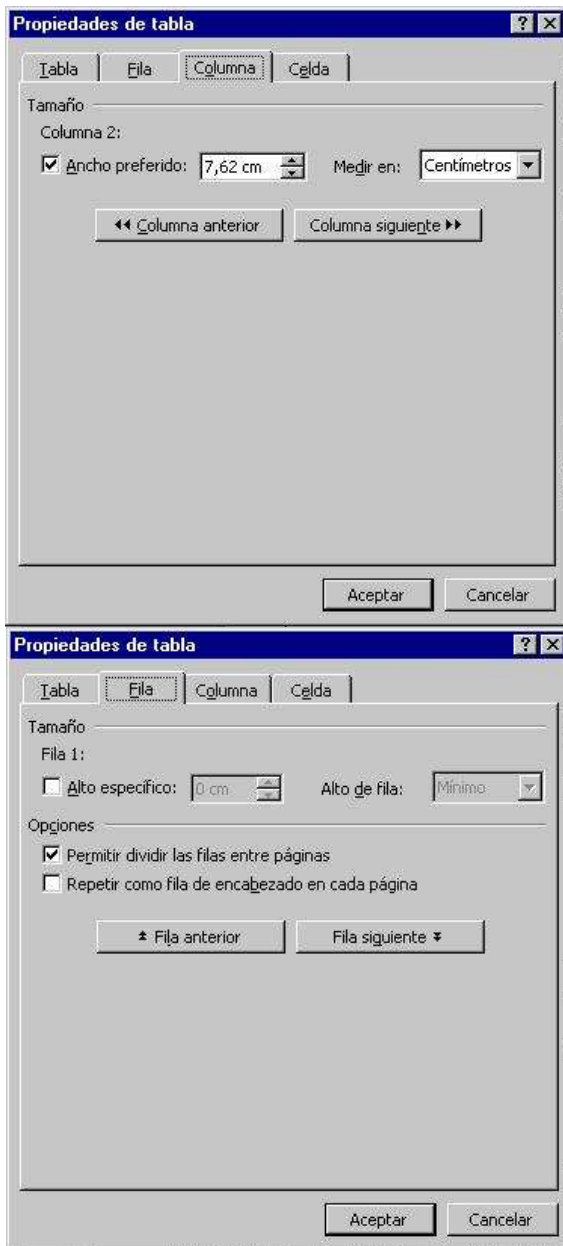 Propiedades de tabla
Tabla Fila Columna Celda
Tamaño
Columna 2:
Ancho preferido: 7,62 cm Medir en: Centímetros
Columna anterior Columna siguiente
Aceptar Cancelar
Propiedades de tabla
Tabla Fila Columna Celda
Tamaño
Fila 1:
Alto específico: 0 cm Alto de fila: Mínimo
Opciones
Permitir dividir las filas entre páginas
Repetir como fila de encabezado en cada página
Fila anterior Fila siguiente
Aceptar Cancelar